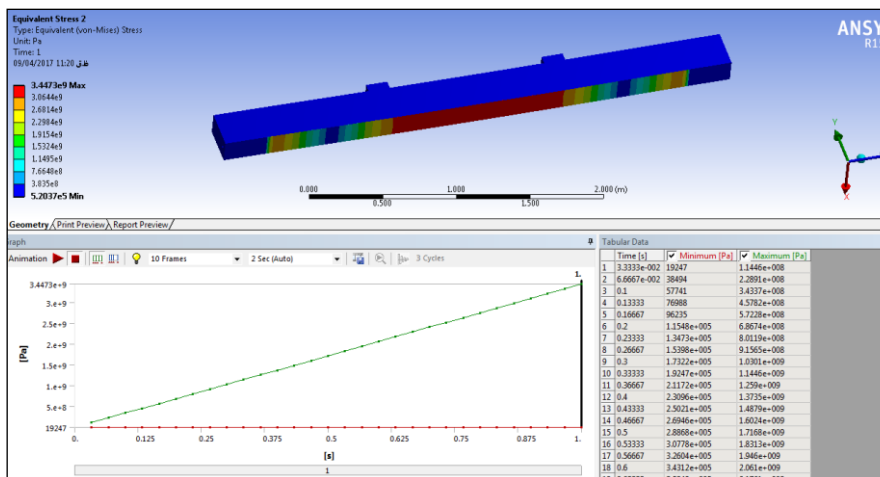 Equivalent Stress 2
Type: Equivalent (von-Mises) Stress
Unit: Pa
Time: 1
09/04/2017 11:20 ظ.ق
3.4473e9 Max
3.0644e9
2.6814e9
2.2984e9
1.9154e9
1.5324e9
1.1495e9
7.6648e8
3.835e8
5.2037e5 Min
ANSY
0.000
1.000
2.000 (m)
0.500
1.500
Y
X
Geometry Print Preview Report Preview
raph
Animation 10 Frames 2 Sec (Auto) 3 Cycles
1.
3.4473e+9
3.e+9
2.5e+9
[Pa]
1.5e+9
1.e+9
5.e+8
19247
0. 0.125 0.25 0.375 0.5 0.625 0.75 0.875 1.
[s]
1
Tabular Data
Time [s] Minimum [Pa] Maximum [Pa]
1 3.3333e-002 19247 1.1446e+008
2 6.6667e-002 38494 2.2891e+008
3 0.1 57741 3.4337e+008
4 0.13333 76988 4.5782e+008
5 0.16667 96235 5.7228e+008
6 0.2 1.1548e+005 6.8674e+008
7 0.23333 1.3473e+005 8.0119e+008
8 0.26667 1.5398e+005 9.1565e+008
9 0.3 1.7322e+005 1.0301e+009
10 0.33333 1.9247e+005 1.1446e+009
11 0.36667 2.1172e+005 1.259e+009
12 0.4 2.3096e+005 1.3735e+009
13 0.43333 2.5021e+005 1.4879e+009
14 0.46667 2.6946e+005 1.6024e+009
15 0.5 2.8868e+005 1.7168e+009
16 0.53333 3.0778e+005 1.8313e+009
17 0.56667 3.2604e+005 1.946e+009
18 0.6 3.4312e+005 2.061e+009